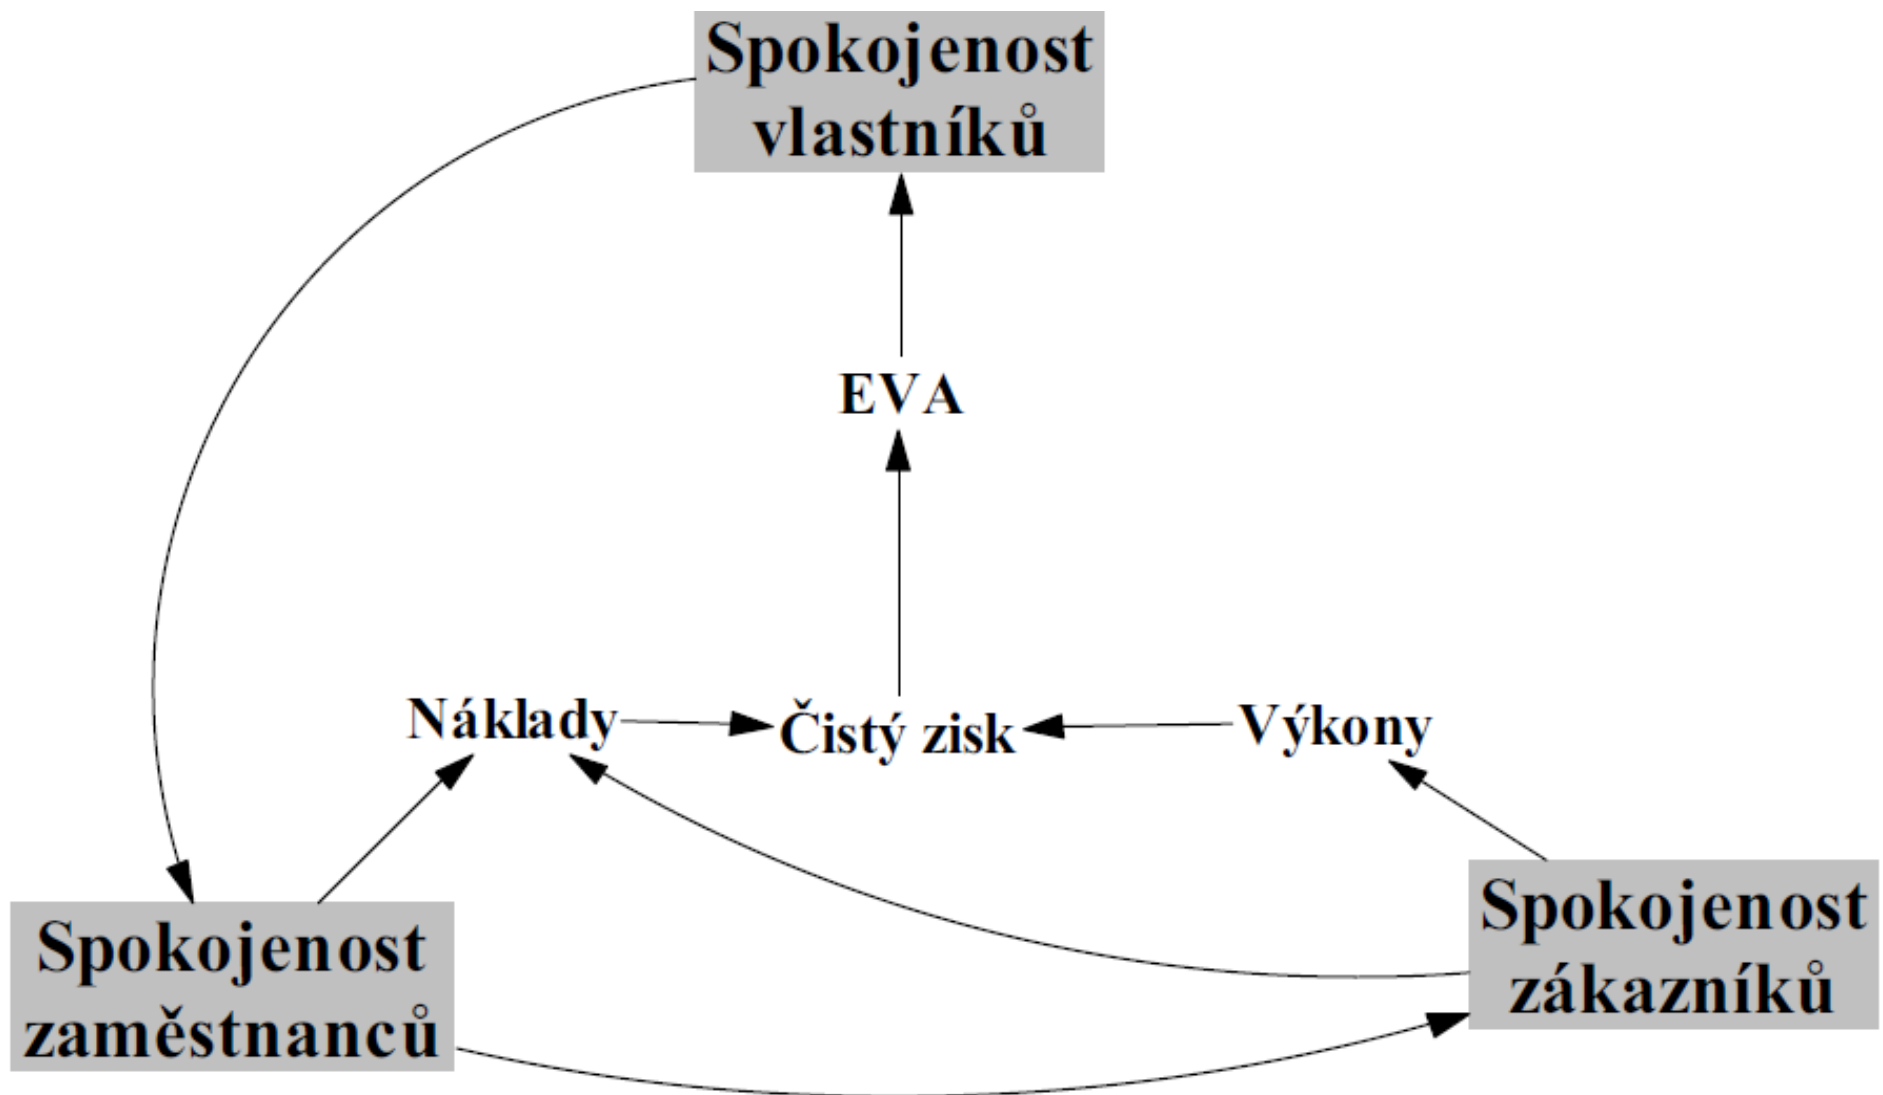 Spokojenost
vlastníků
EVA
Náklady
Čistý zisk
Výkony
Spokojenost
zaměstnanců
Spokojenost
zákazníků